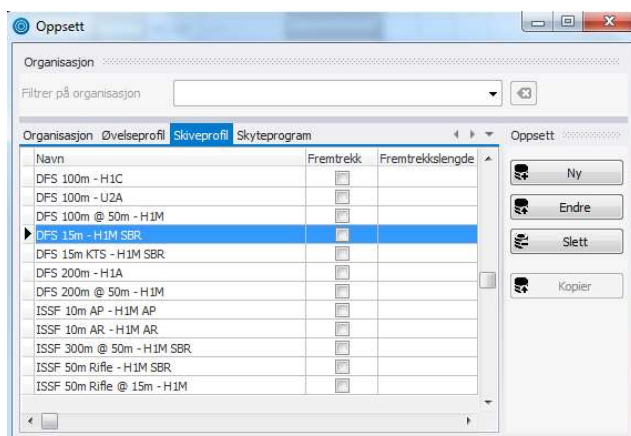 Oppsett
Organisasjon
Filtrer på organisasjon
Organisasjon Øvelseprofil Skiveprofil Skyteprogram
Oppsett
Navn Fremtrekk Fremtrekkslengde
DFS 100m - H1C
DFS 100m - U2A
DFS 100m @ 50m - H1M
DFS 15m - H1M SBR
DFS 15m KTS - H1M SBR
DFS 200m - H1A
DFS 200m @ 50m - H1M
ISSF 10m AP - H1M AP
ISSF 10m AR - H1M AR
ISSF 300m @ 50m - H1M SBR
ISSF 50m Rifle - H1M SBR
ISSF 50m Rifle @ 15m - H1M
Ny
Endre
Slett
Kopier